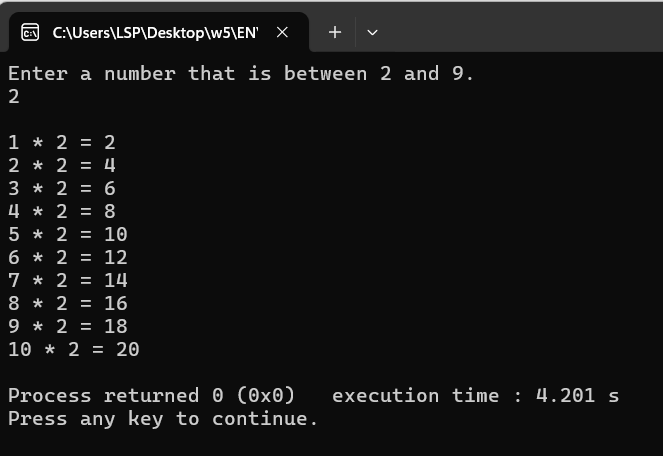 C:\Users\LSP\Desktop\w5\EN'
Enter a number that is between 2 and 9.
2
1 * 2 = 2
2 * 2 = 4
3 * 2 = 6
4 * 2 = 8
5 * 2 = 10
6 * 2 = 12
7 * 2 = 14
8 * 2 = 16
9 * 2 = 18
10 * 2 = 20
Process returned 0 (0x0)   execution time : 4.201 s
Press any key to continue.